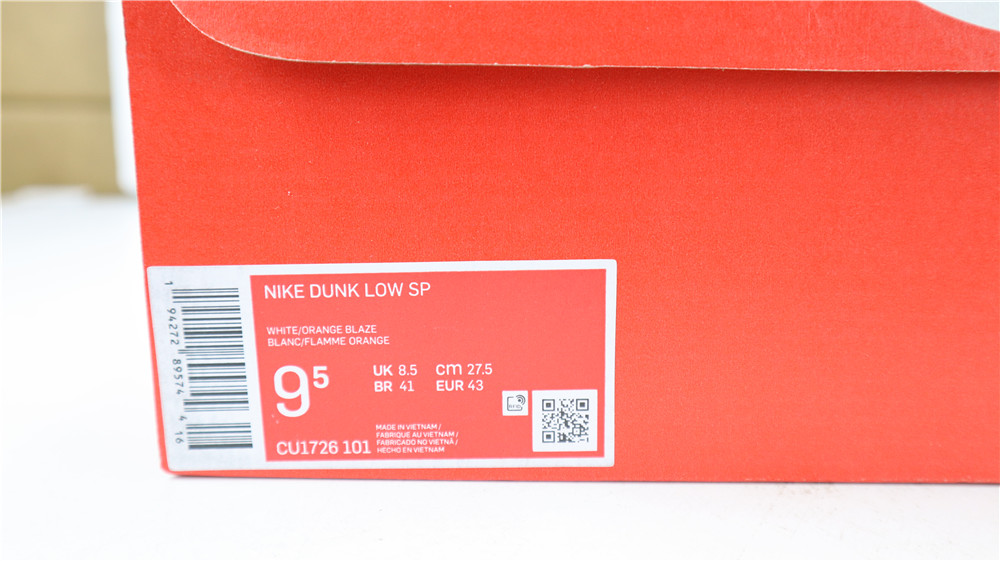 NIKE DUNK LOW SP
WHITE/ORANGE BLAZE
BLANC/FLAMME ORANGE
9⁵
UK 8.5 CM 27.5
BR 41 EUR 43
CU1726 101
MADE IN VIETNAM /
FABRIQUE AU VIETNAM /
FABRICADO NO VIETNÃ /
HECHO EN VIETNAM
RFID
1 94272 89574 4 16